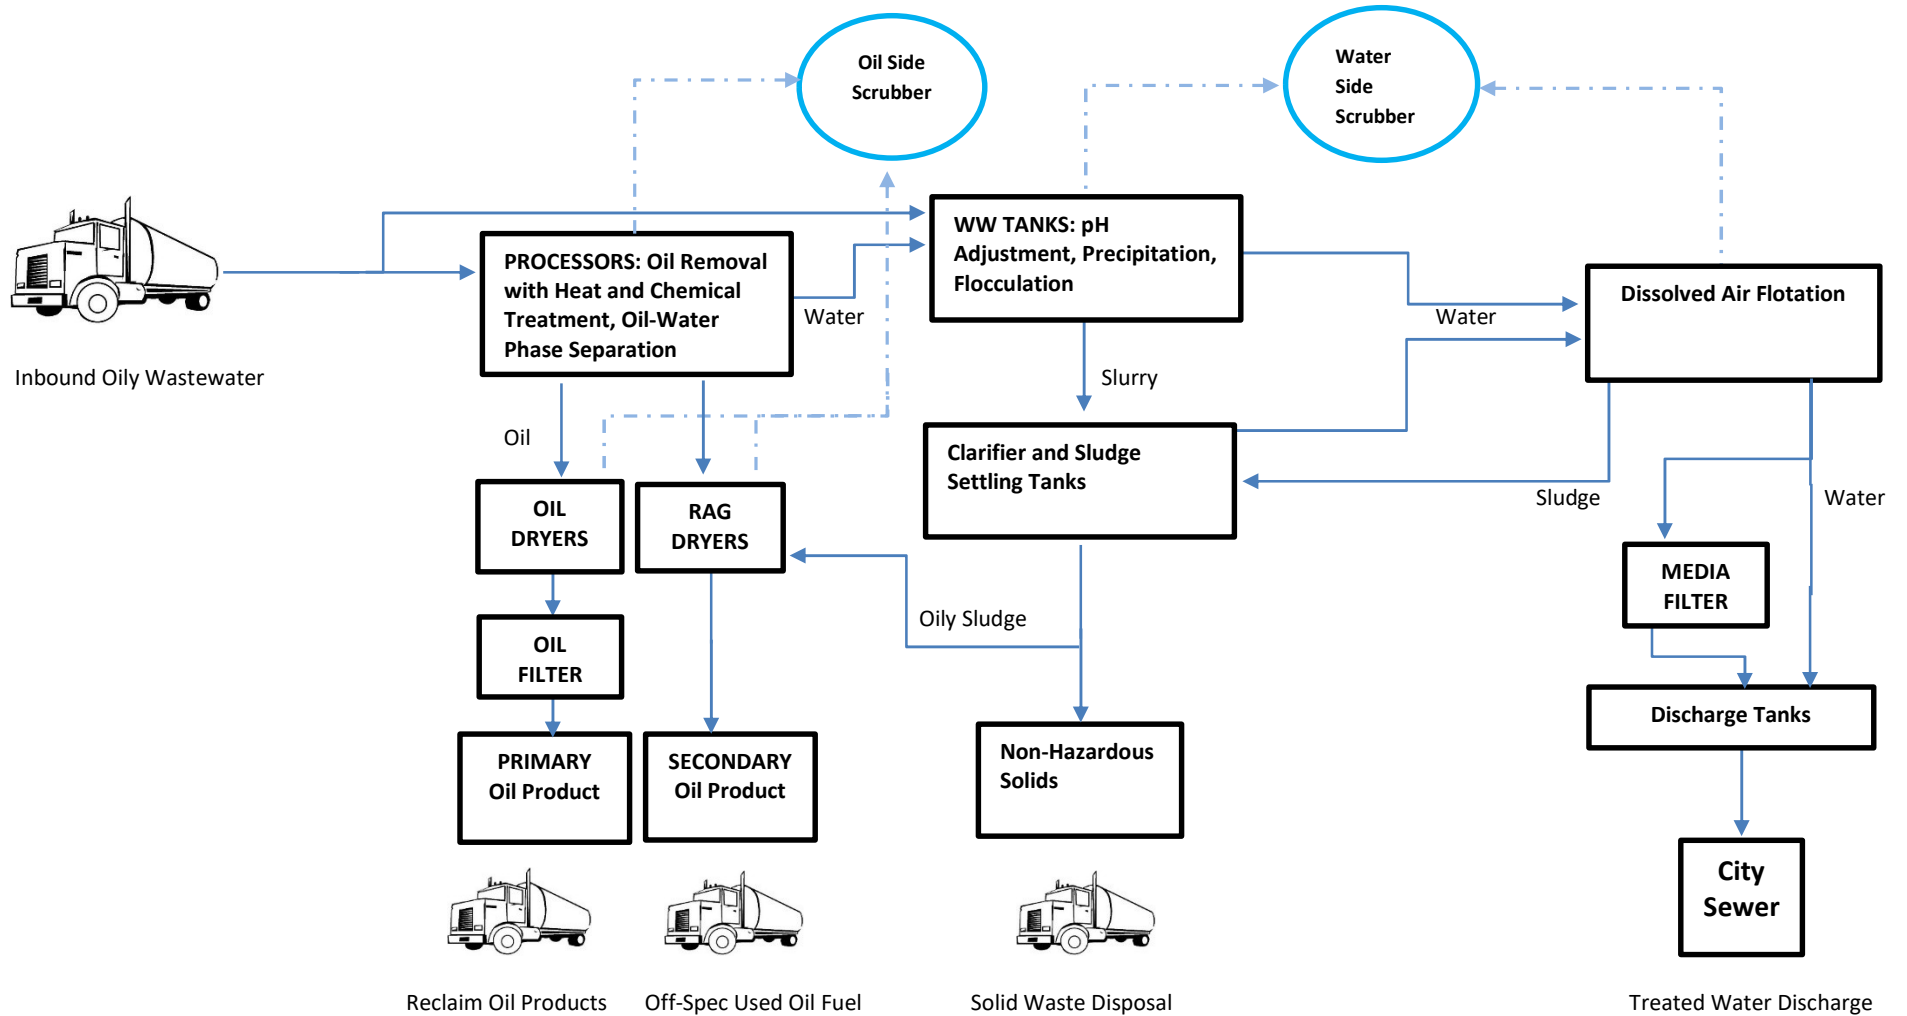 Oil Side
Scrubber
Water
Side
Scrubber
WW TANKS: pH
Adjustment, Precipitation,
Flocculation
PROCESSORS: Oil Removal
with Heat and Chemical
Treatment, Oil-Water
Phase Separation
Dissolved Air Flotation
Water
Water
Inbound Oily Wastewater
Slurry
Oil
Clarifier and Sludge
Settling Tanks
Sludge
Water
OIL
DRYERS
RAG
DRYERS
MEDIA
FILTER
Oily Sludge
OIL
FILTER
Discharge Tanks
PRIMARY
Oil Product
SECONDARY
Oil Product
Non-Hazardous
Solids
City
Sewer
Reclaim Oil Products
Off-Spec Used Oil Fuel
Solid Waste Disposal
Treated Water Discharge